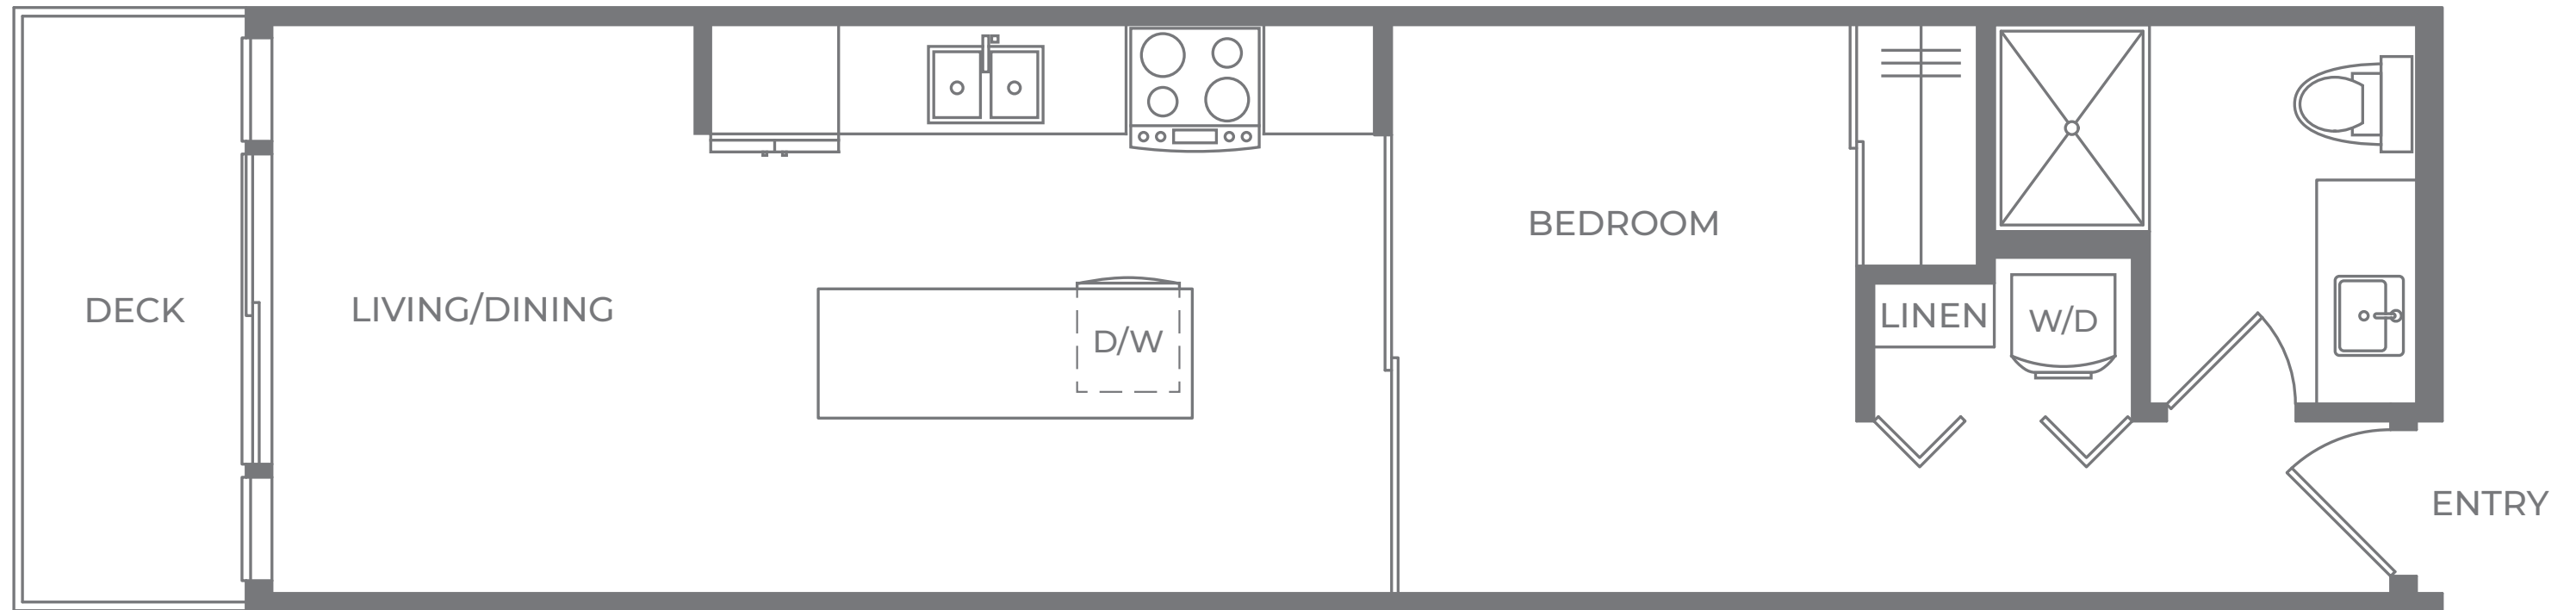 BEDROOM
DECK
LIVING/DINING
D/W
LINEN
W/D
ENTRY